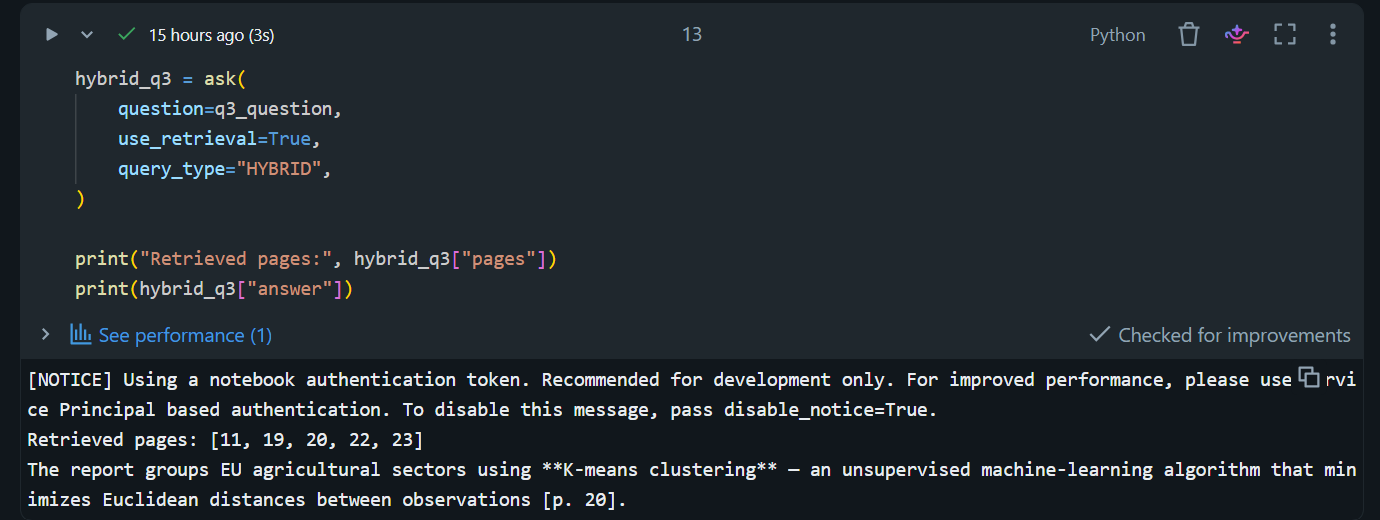 15 hours ago (3s)
13
Python
hybrid_q3 = ask(
    question=q3_question,
    use_retrieval=True,
    query_type="HYBRID",
)
print("Retrieved pages:", hybrid_q3["pages"])
print(hybrid_q3["answer"])
See performance (1)
Checked for improvements
[NOTICE] Using a notebook authentication token. Recommended for development only. For improved performance, please use rvi
ce Principal based authentication. To disable this message, pass disable_notice=True.
Retrieved pages: [11, 19, 20, 22, 23]
The report groups EU agricultural sectors using **K-means clustering** — an unsupervised machine-learning algorithm that min
imizes Euclidean distances between observations [p. 20].